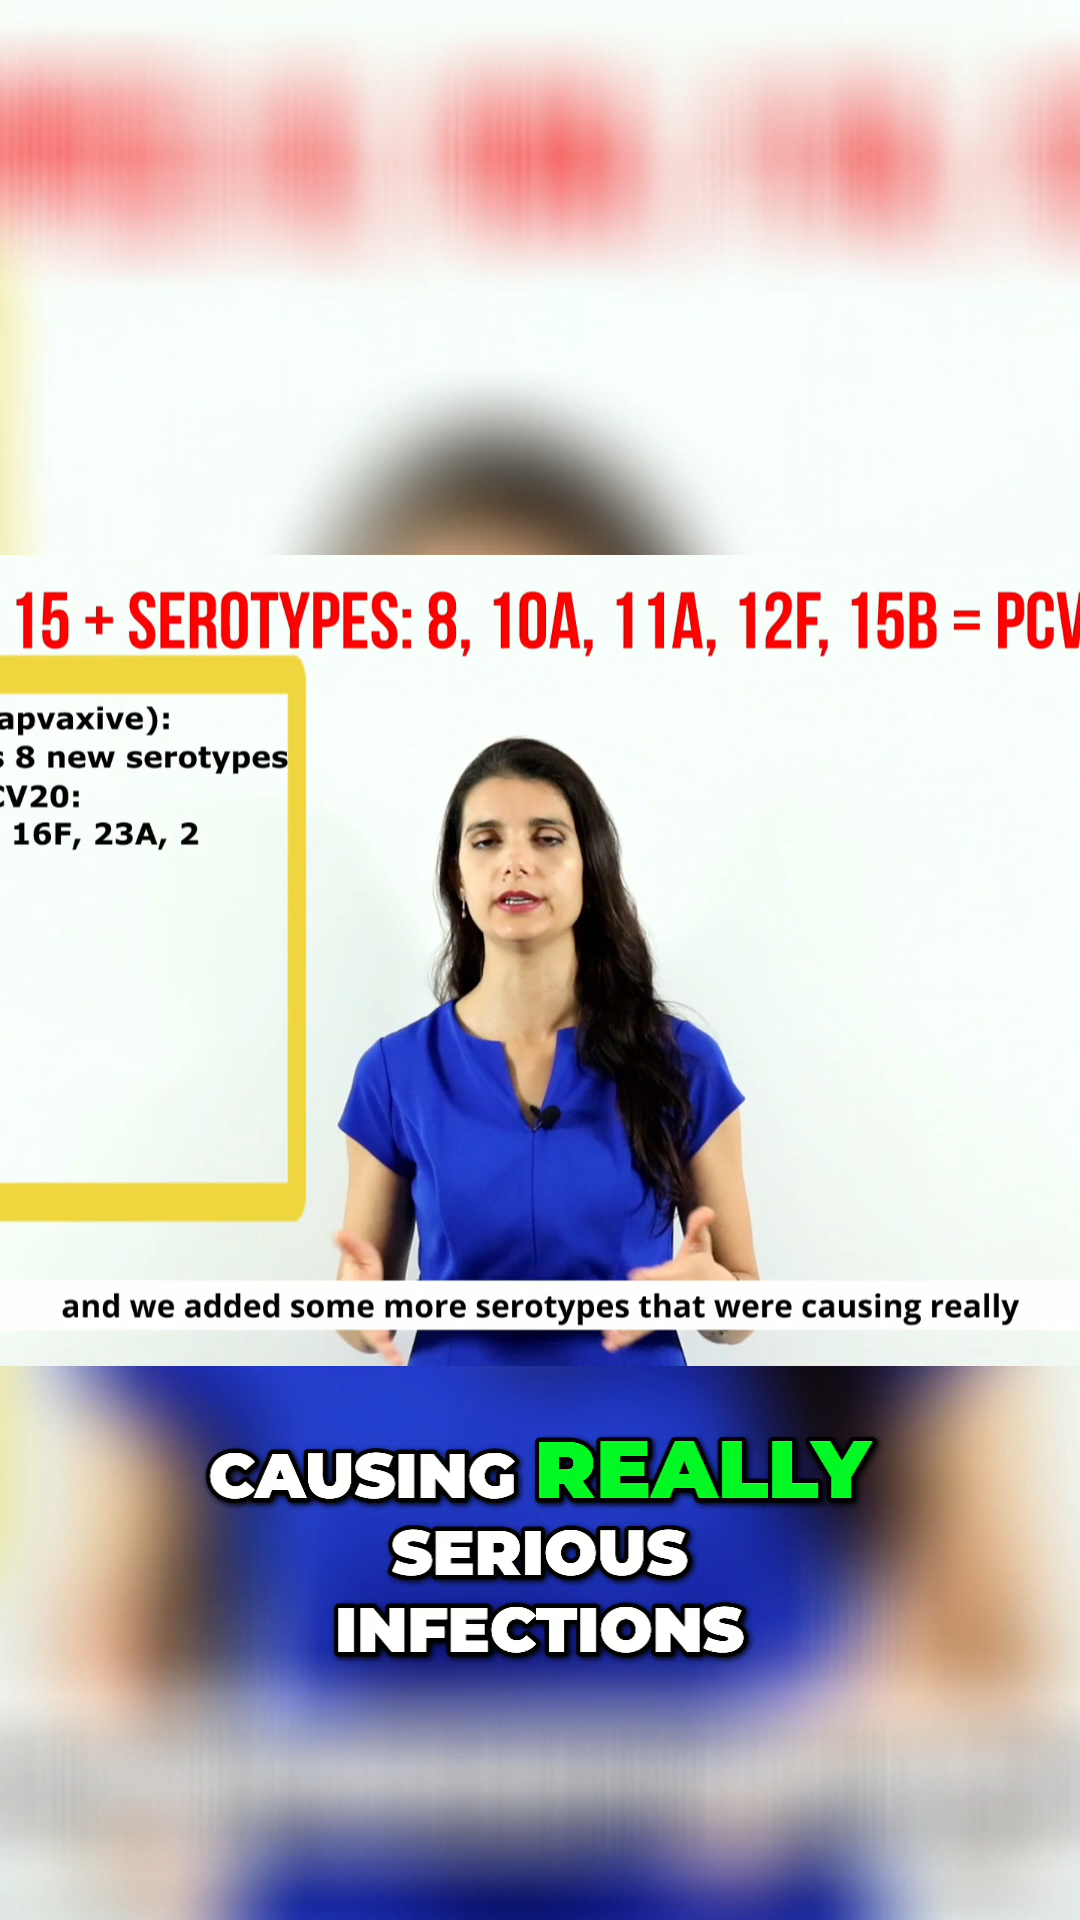 15 + SEROTYPES: 8, 10A, 11A, 12F, 15B = PCV
apvaxive):
s 8 new serotypes
CV20:
16F, 23A, 2
and we added some more serotypes that were causing really
CAUSING REALLY
SERIOUS
INFECTIONS